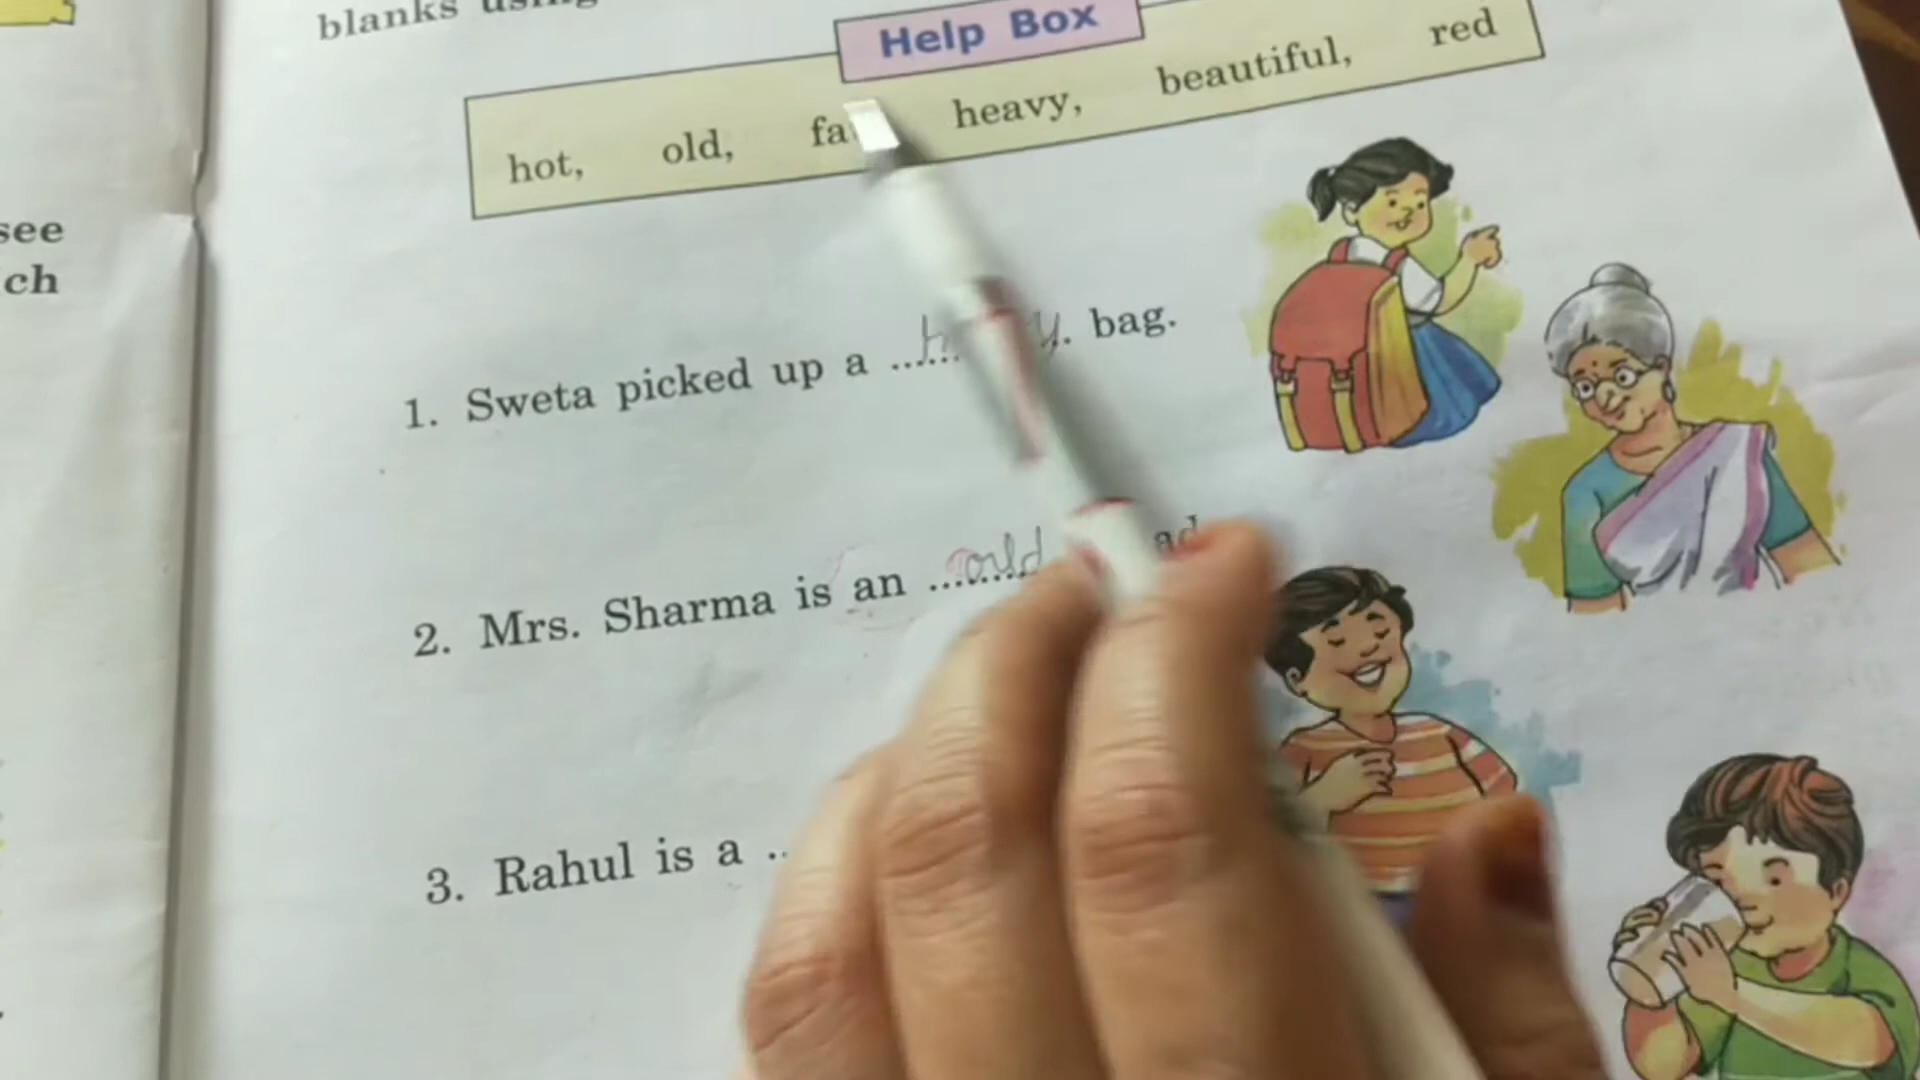 blanks using
Help Box
hot, old, heavy, beautiful, red
see
ch
1. Sweta picked up a ........ bag.
2. Mrs. Sharma is an ...old...
3. Rahul is a ..